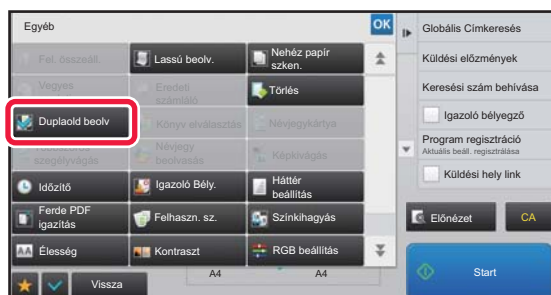 Egyéb
OK
Fel. összeáll.
Lassú beolv.
Nehéz papír
szken.
Vegyes
Eredeti
számláló
Törlés
Duplaold beolv
Könyv elválasztás
Névjegykártya
szegélyvágás
Névjegy
beolvasás
Képkivágás
Időzítő
Igazoló Bély.
Háttér
beállítás
Ferde PDF
igazítás
Felhaszn. sz.
Színkihagyás
AA Élesség
Kontraszt
RGB beállítás
Vissza
A4
A4
Globális Címkeresés
Küldési előzmények
Keresési szám behívása
Igazoló bélyegző
Program regisztráció
Aktuális beáll. regisztrálása
Küldési hely link
Előnézet
CA
Start